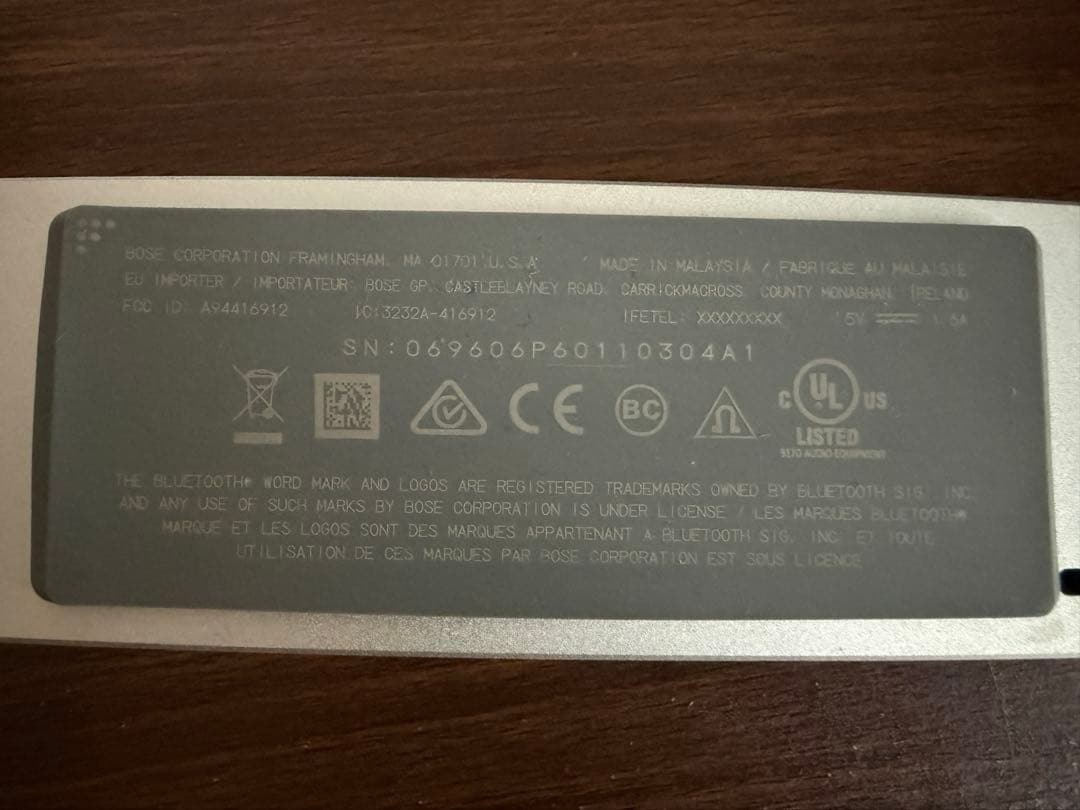 BOSE CORPORATION FRAMINGHAM, MA 01701 U.S.A. MADE IN MALAYSIA / FABRIQUE AU MALAISIE
EU IMPORTER / IMPORTATEUR: BOSE GP, CASTLEBLAYNEY ROAD, CARRICKMACROSS, COUNTY MONAGHAN, IRELAND
FCC ID: A94416912 IC:3232A-416912 IFETEL: XXXXXXXXX 5V 1.6A
SN:069606P60110304A1
CE BC C UL US
LISTED
AUDIO EQUIPMENT
THE BLUETOOTH® WORD MARK AND LOGOS ARE REGISTERED TRADEMARKS OWNED BY BLUETOOTH SIG, INC.
AND ANY USE OF SUCH MARKS BY BOSE CORPORATION IS UNDER LICENSE / LES MARQUES BLUETOOTH®
MARQUE ET LES LOGOS SONT DES MARQUES APPARTENANT A BLUETOOTH SIG, INC. ET TOUTE
UTILISATION DE CES MARQUES PAR BOSE CORPORATION EST SOUS LICENCE